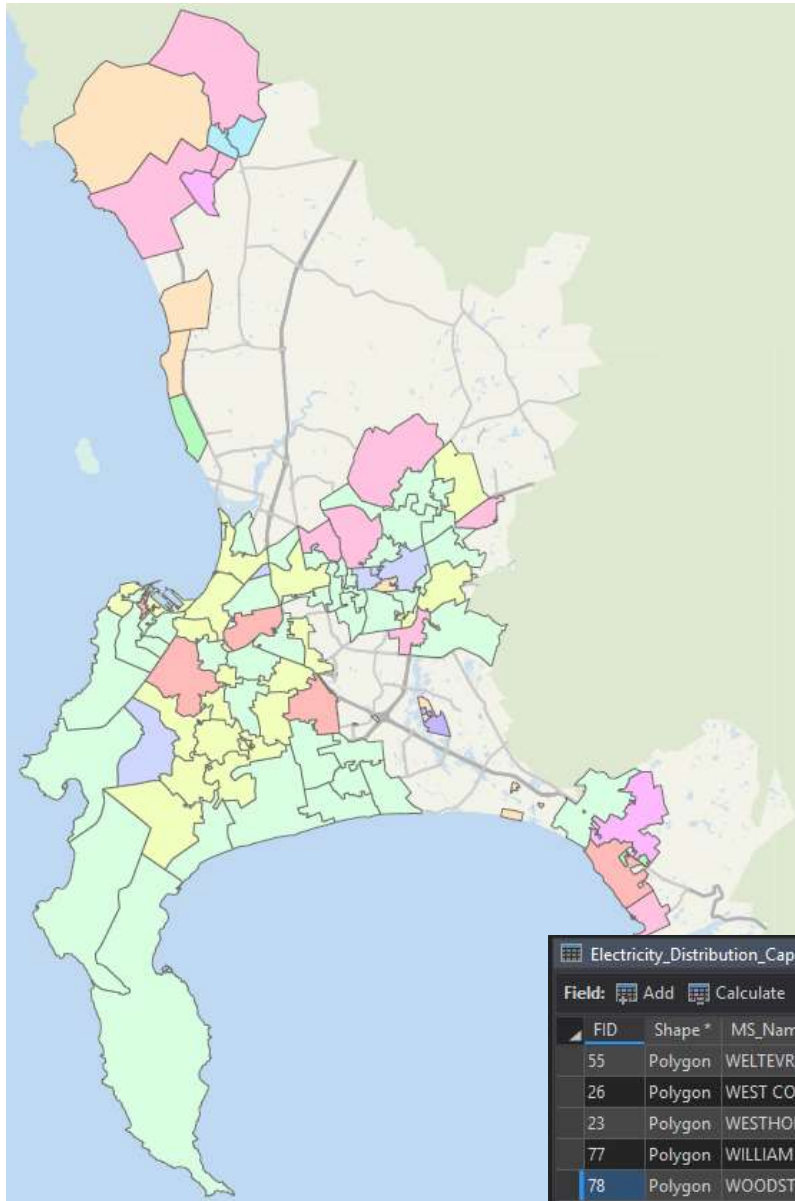 Electricity_Distribution_Cap
Field: Add Calculate
FID Shape * MS_Nam
55 Polygon WELTEVR
26 Polygon WEST CO
23 Polygon WESTHO
77 Polygon WILLIAM
78 Polygon WOODST